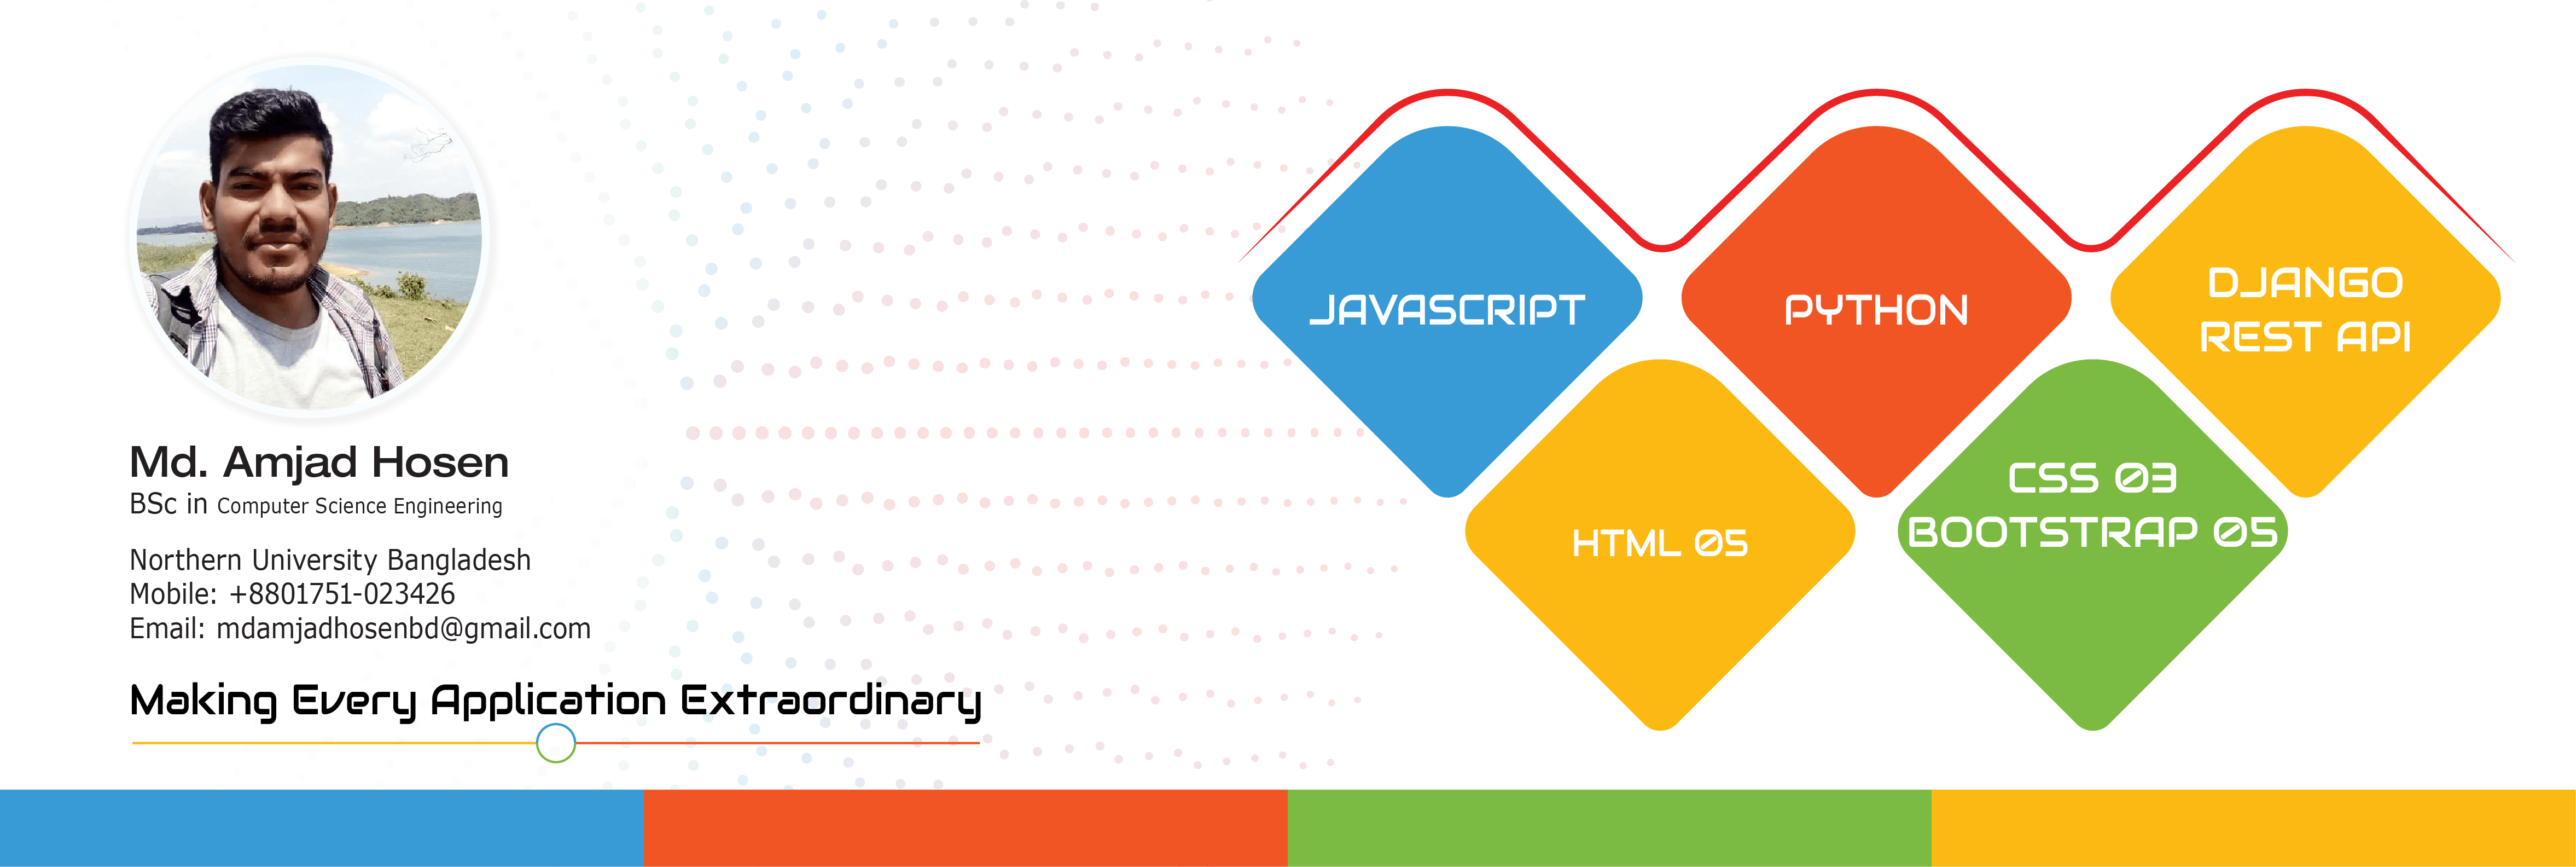 Md. Amjad Hosen
BSc in Computer Science Engineering
Northern University Bangladesh
Mobile: +8801751-023426
Email: mdamjadhosenbd@gmail.com
Making Every Application Extraordinary
JAVASCRIPT
PYTHON
DJANGO
REST API
HTML 05
CSS 03
BOOTSTRAP 05